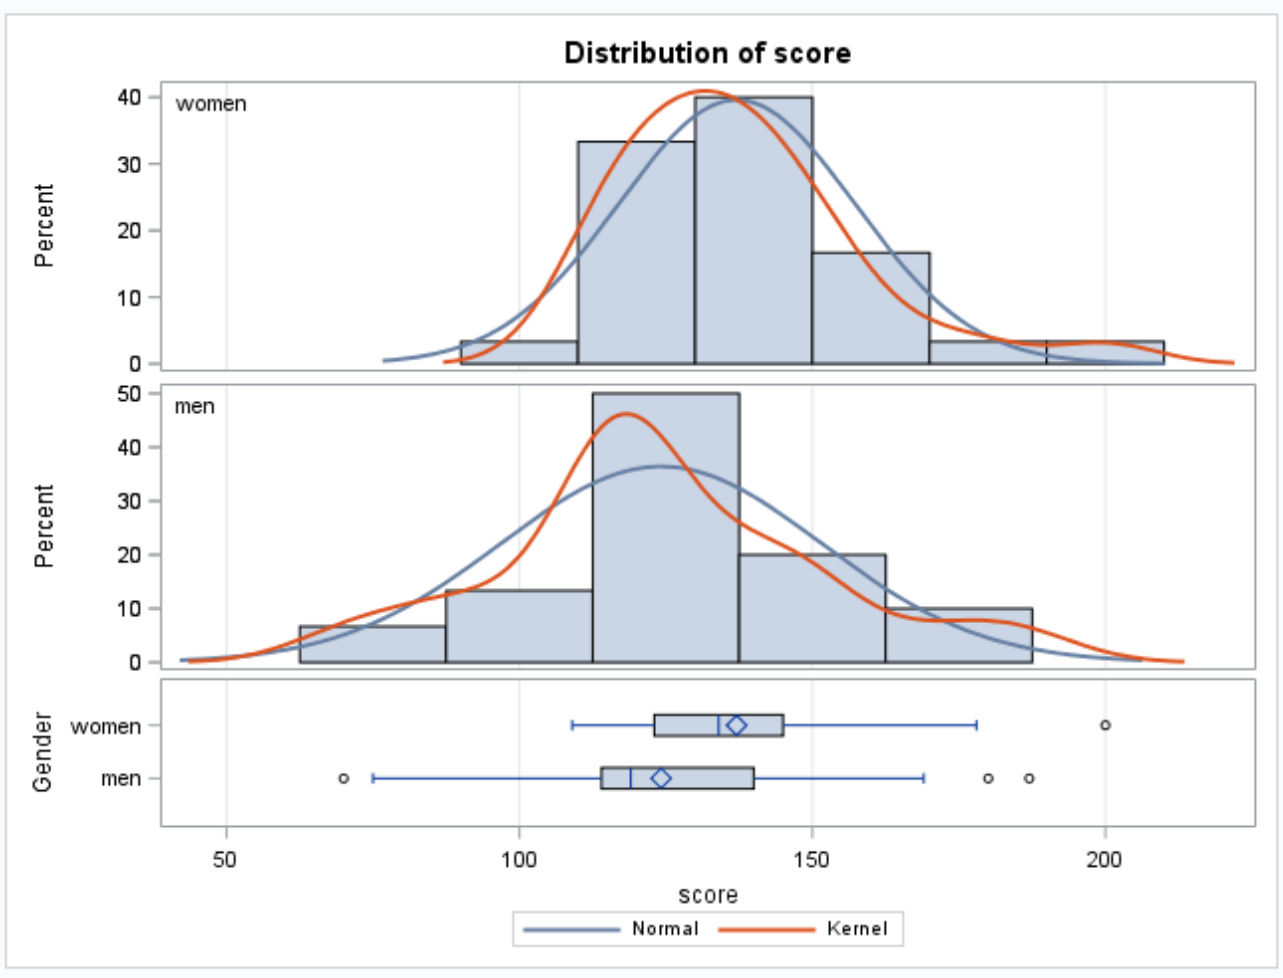 Distribution of score
women
40
30
20
10
0
Percent
men
50
40
30
20
10
0
Percent
women
men
Gender
50 100 150 200
score
Normal Kernel